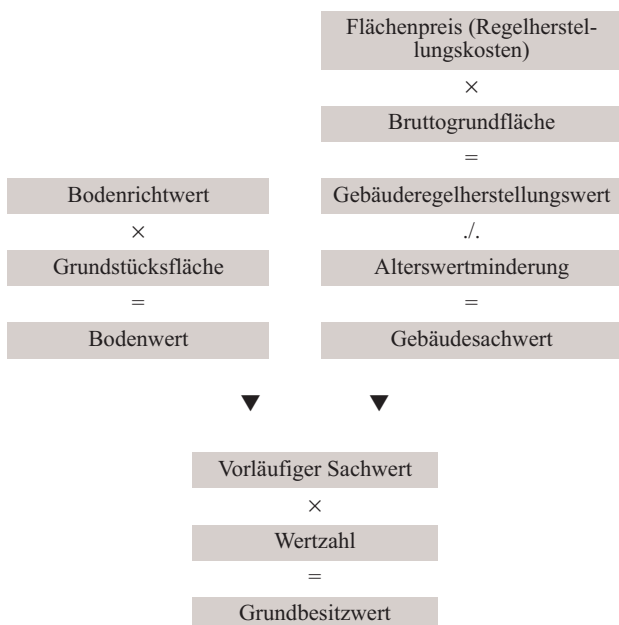 Flächenpreis (Regelherstel-
lungskosten)
×
Bruttogrundfläche
=
Bodenrichtwert
×
Grundstücksfläche
=
Bodenwert
Gebäuderegelherstellungswert
./.
Alterswertminderung
=
Gebäudesachwert
Vorläufiger Sachwert
×
Wertzahl
=
Grundbesitzwert